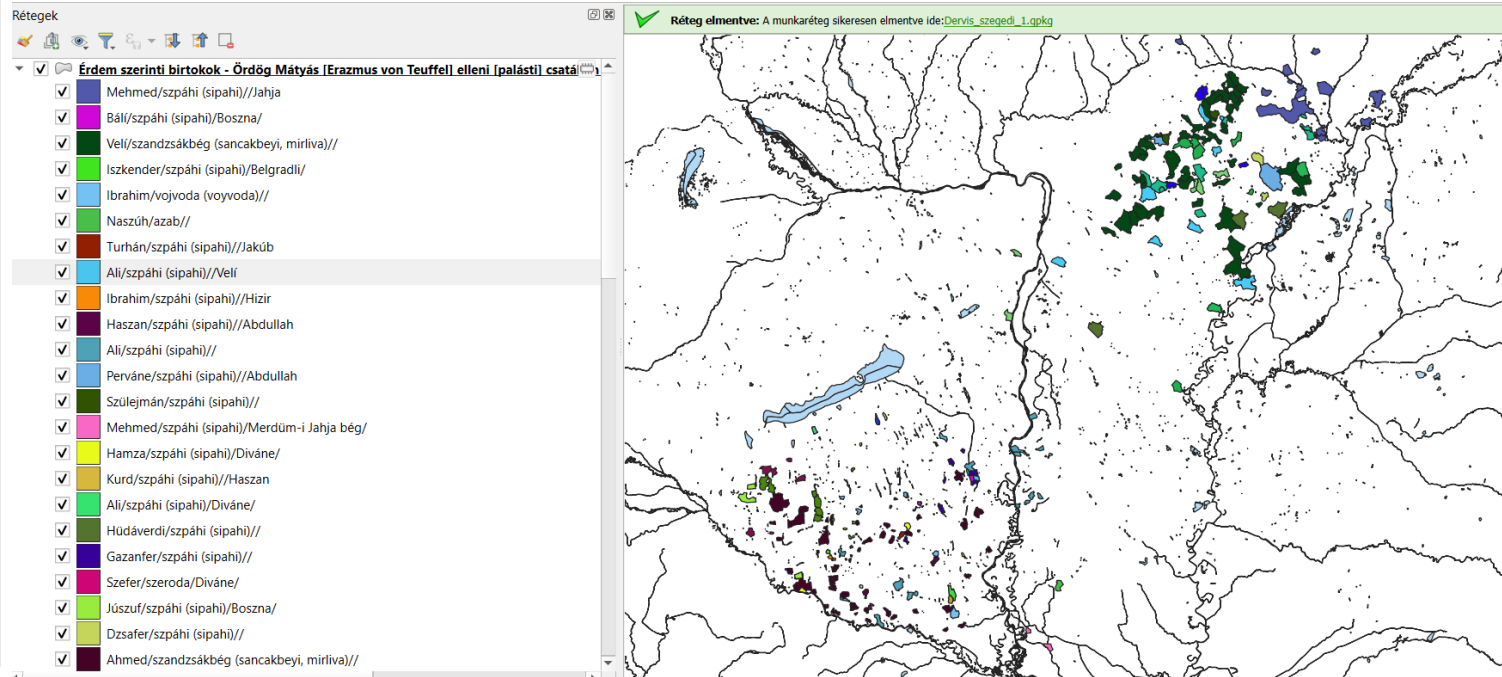 Rétegek
Réteg elmentve: A munkaréteg sikeresen elmentve ide:Dervis_szegedi_1.gpkg
Érdem szerinti birtokok - Ördög Mátyás [Erazmus von Teuffel] elleni [palásti] csatá
Mehmed/szpáhi (sipahi)//Jahja
Bálí/szpáhi (sipahi)/Boszna/
Velí/szandzsákbég (sancakbeyi, mirliva)//
Iszkender/szpáhi (sipahi)/Belgradli/
Ibrahim/vojvoda (voyvoda)//
Naszúh/azab//
Turhán/szpáhi (sipahi)//Jakúb
Ali/szpáhi (sipahi)//Velí
Ibrahim/szpáhi (sipahi)//Hizir
Haszan/szpáhi (sipahi)//Abdullah
Ali/szpáhi (sipahi)//
Perváne/szpáhi (sipahi)//Abdullah
Szülejmán/szpáhi (sipahi)//
Mehmed/szpáhi (sipahi)/Merdüm-i Jahja bég/
Hamza/szpáhi (sipahi)/Diváne/
Kurd/szpáhi (sipahi)//Haszan
Ali/szpáhi (sipahi)/Diváne/
Hüdáverdi/szpáhi (sipahi)//
Gazanfer/szpáhi (sipahi)//
Szefer/szeroda/Diváne/
Júszuf/szpáhi (sipahi)/Boszna/
Dzsafer/szpáhi (sipahi)//
Ahmed/szandzsákbég (sancakbeyi, mirliva)//